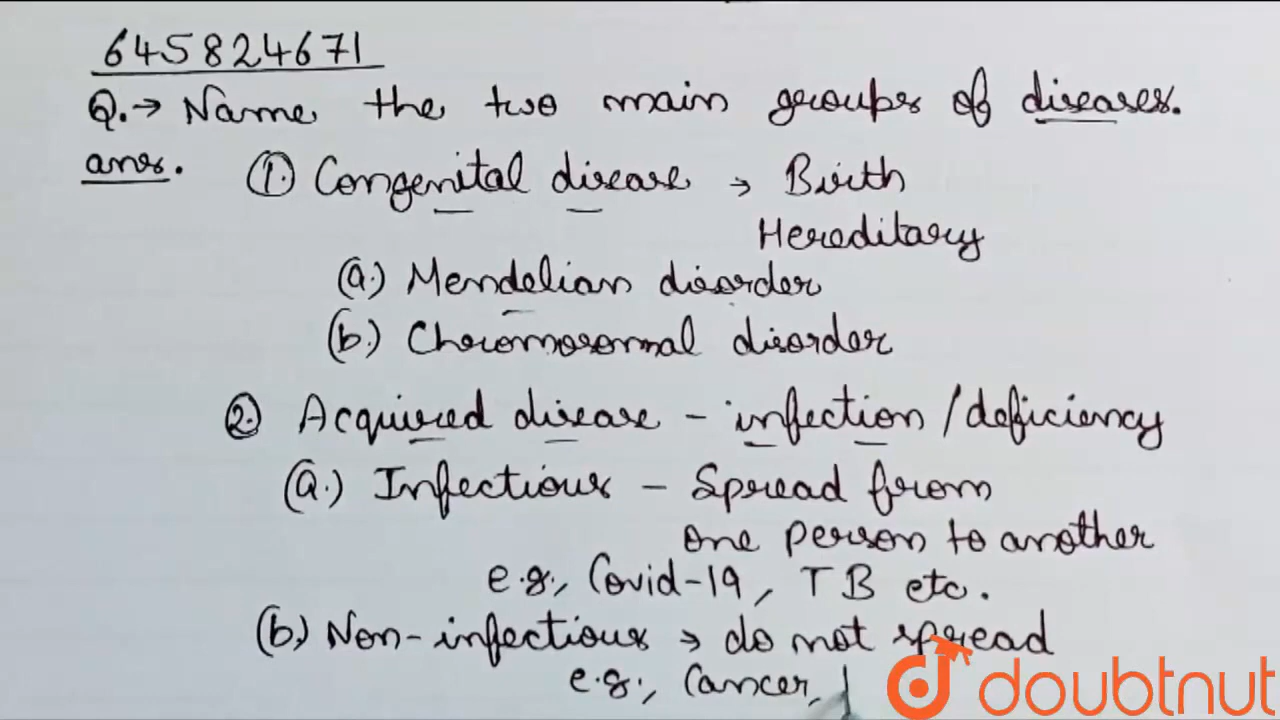 645824671
Q.→ Name the two main groups of diseases.
ans. (1.) Congenital disease → Birth
Hereditary
(a.) Mendelian disorder
(b.) Chromosomal disorder
(2.) Acquired disease - infection/deficiency
(a.) Infectious - Spread from
one person to another
e.g., Covid-19, TB etc.
(b.) Non-infectious → do not spread
e.g., Cancer,
doubtnut